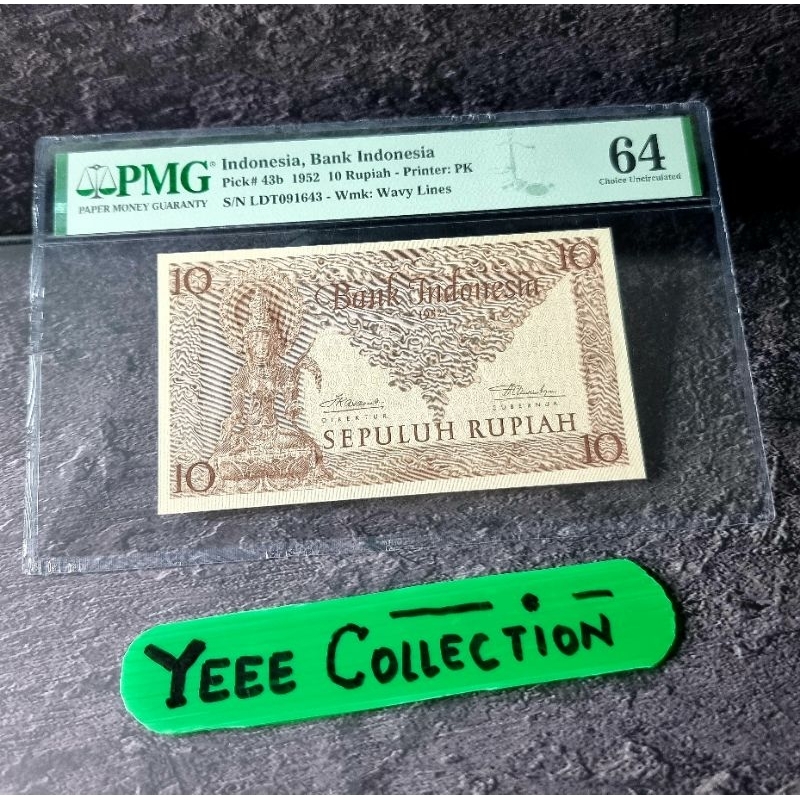 PMG
PAPER MONEY GUARANTY
Indonesia, Bank Indonesia
Pick# 43b 1952 10 Rupiah - Printer: PK
S/N LDT091643 - Wmk: Wavy Lines
64
Choice Uncirculated
10
10
Bank Indonesia
1952
DIREKTUR
GUBERNUR
SEPULUH RUPIAH
10
10
YEEE COLLECTION